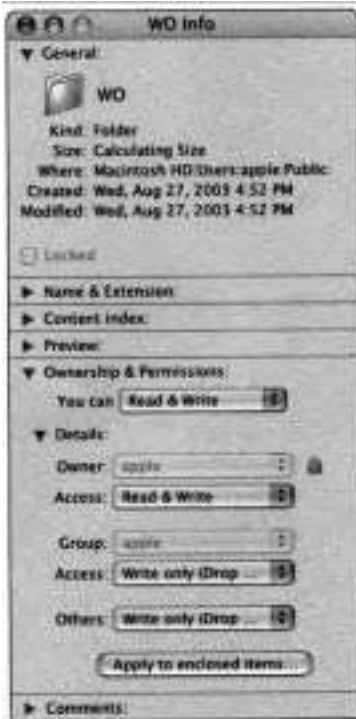 WO Info
General:
WO
Kind: Folder
Size: Calculating Size
Where: Macintosh HD:Users:apple:Public:
Created: Wed, Aug 27, 2003 4:52 PM
Modified: Wed, Aug 27, 2003 4:52 PM
Locked
Name & Extension:
Content index:
Preview:
Ownership & Permissions:
You can Read & Write
Details:
Owner: apple
Access: Read & Write
Group: apple
Access: Write only (Drop ...
Others: Write only (Drop ...
Apply to enclosed items...
Comments: